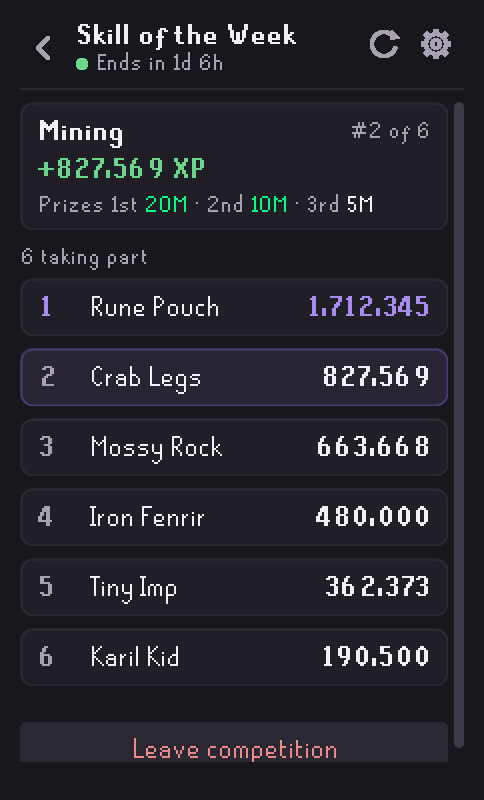 Skill of the Week
Ends in 1d 6h
Mining #2 of 6
+827.569 XP
Prizes 1st 20M · 2nd 10M · 3rd 5M
6 taking part
1 Rune Pouch 1.712.345
2 Crab Legs 827.569
3 Mossy Rock 663.668
4 Iron Fenrir 480.000
5 Tiny Imp 362.373
6 Karil Kid 190.500
Leave competition